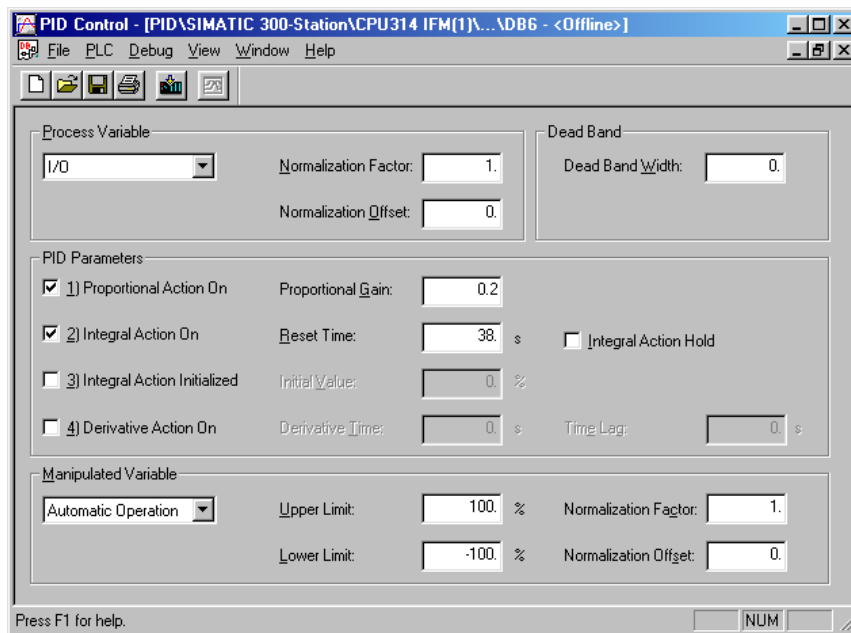 PID Control - [PID\SIMATIC 300-Station\CPU314 IFM(1)\...\DB6 - <Offline>]
File PLC Debug View Window Help
Process Variable
Dead Band
I/O Normalization Factor: 1. Dead Band Width: 0.
Normalization Offset: 0.
PID Parameters
1) Proportional Action On Proportional Gain: 0.2
2) Integral Action On Reset Time: 38. s Integral Action Hold
3) Integral Action Initialized Initial Value: 0. %
4) Derivative Action On Derivative Time: 0. s Time Lag: 0. s
Manipulated Variable
Automatic Operation Upper Limit: 100. % Normalization Factor: 1.
Lower Limit: -100. % Normalization Offset: 0.
Press F1 for help. NUM